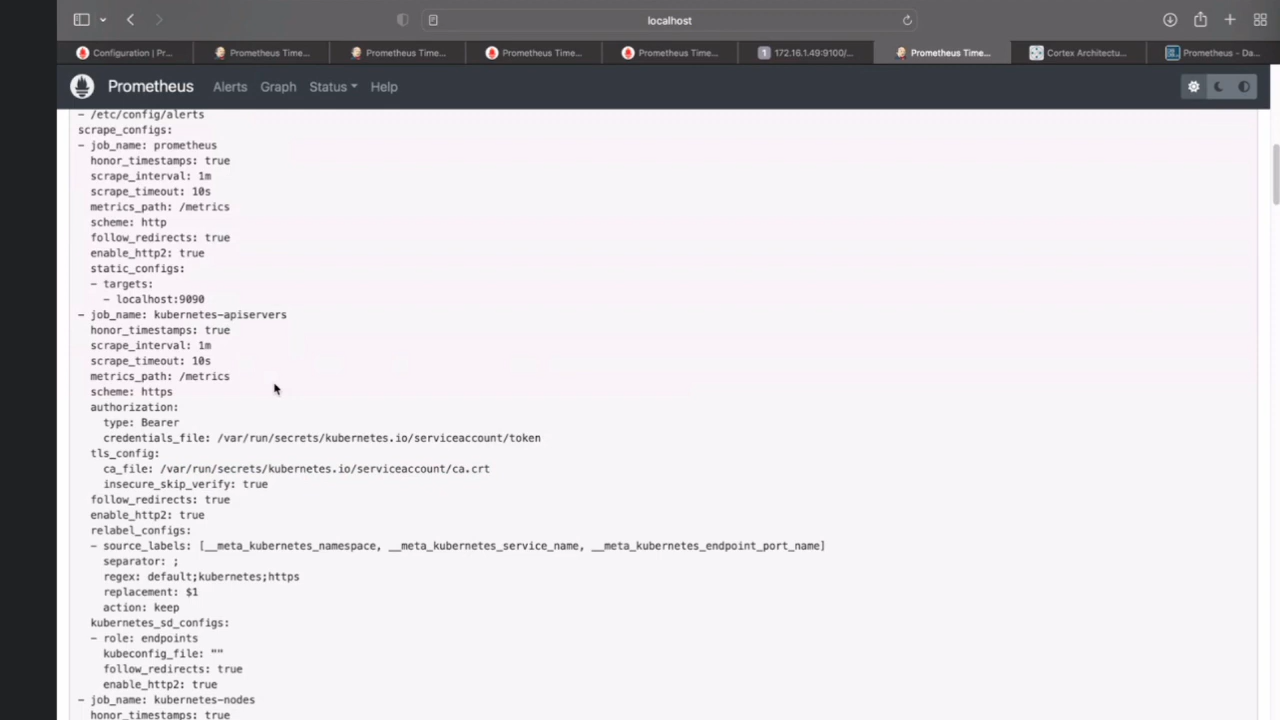 localhost
Configuration | Pr...
Prometheus Time...
Prometheus Time...
Prometheus Time...
Prometheus Time...
1 172.16.1.49:9100/...
Prometheus Time...
Cortex Architectu...
Prometheus - Da...
Prometheus Alerts Graph Status Help
- /etc/config/alerts
scrape_configs:
- job_name: prometheus
  honor_timestamps: true
  scrape_interval: 1m
  scrape_timeout: 10s
  metrics_path: /metrics
  scheme: http
  follow_redirects: true
  enable_http2: true
  static_configs:
  - targets:
    - localhost:9090
- job_name: kubernetes-apiservers
  honor_timestamps: true
  scrape_interval: 1m
  scrape_timeout: 10s
  metrics_path: /metrics
  scheme: https
  authorization:
    type: Bearer
    credentials_file: /var/run/secrets/kubernetes.io/serviceaccount/token
  tls_config:
    ca_file: /var/run/secrets/kubernetes.io/serviceaccount/ca.crt
    insecure_skip_verify: true
  follow_redirects: true
  enable_http2: true
  relabel_configs:
  - source_labels: [__meta_kubernetes_namespace, __meta_kubernetes_service_name, __meta_kubernetes_endpoint_port_name]
    separator: ;
    regex: default;kubernetes;https
    replacement: $1
    action: keep
  kubernetes_sd_configs:
  - role: endpoints
    kubeconfig_file: ""
    follow_redirects: true
    enable_http2: true
- job_name: kubernetes-nodes
  honor_timestamps: true